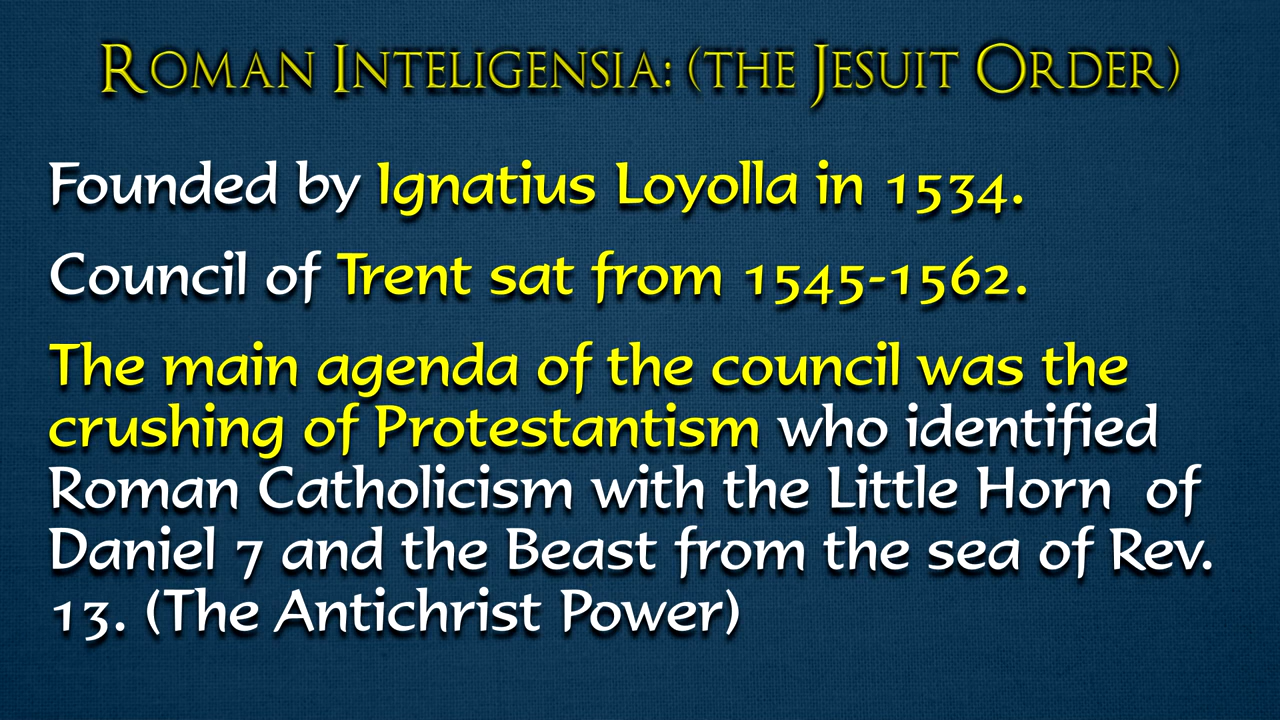 Roman Inteligensia: (the Jesuit Order)
Founded by Ignatius Loyolla in 1534.
Council of Trent sat from 1545-1562.
The main agenda of the council was the
crushing of Protestantism who identified
Roman Catholicism with the Little Horn of
Daniel 7 and the Beast from the sea of Rev.
13. (The Antichrist Power)